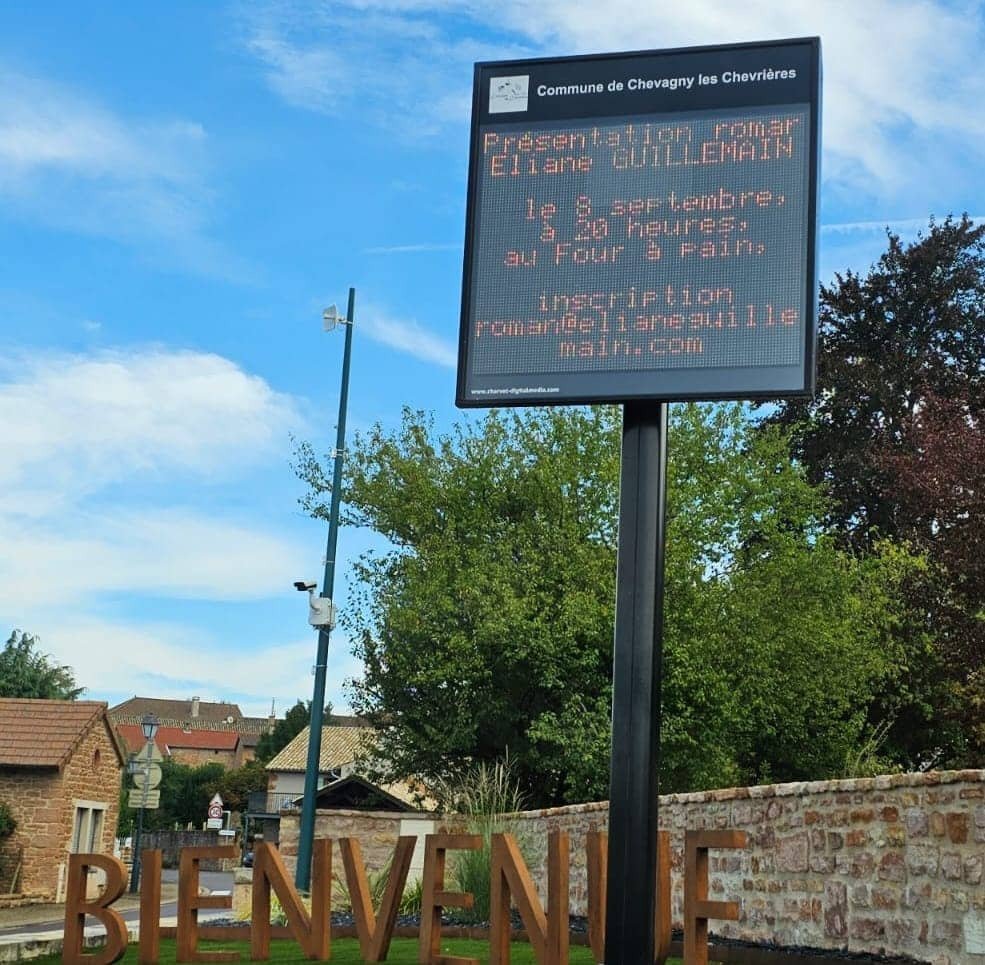 Commune de Chevagny les Chevrières
Présentation roman
Eliane GUILLEMAIN
le 8 septembre,
à 20 heures,
au Four à pain,
inscription
roman@elianeguille
main.com
www.charvet-digitalmedia.com
BIENVENUE